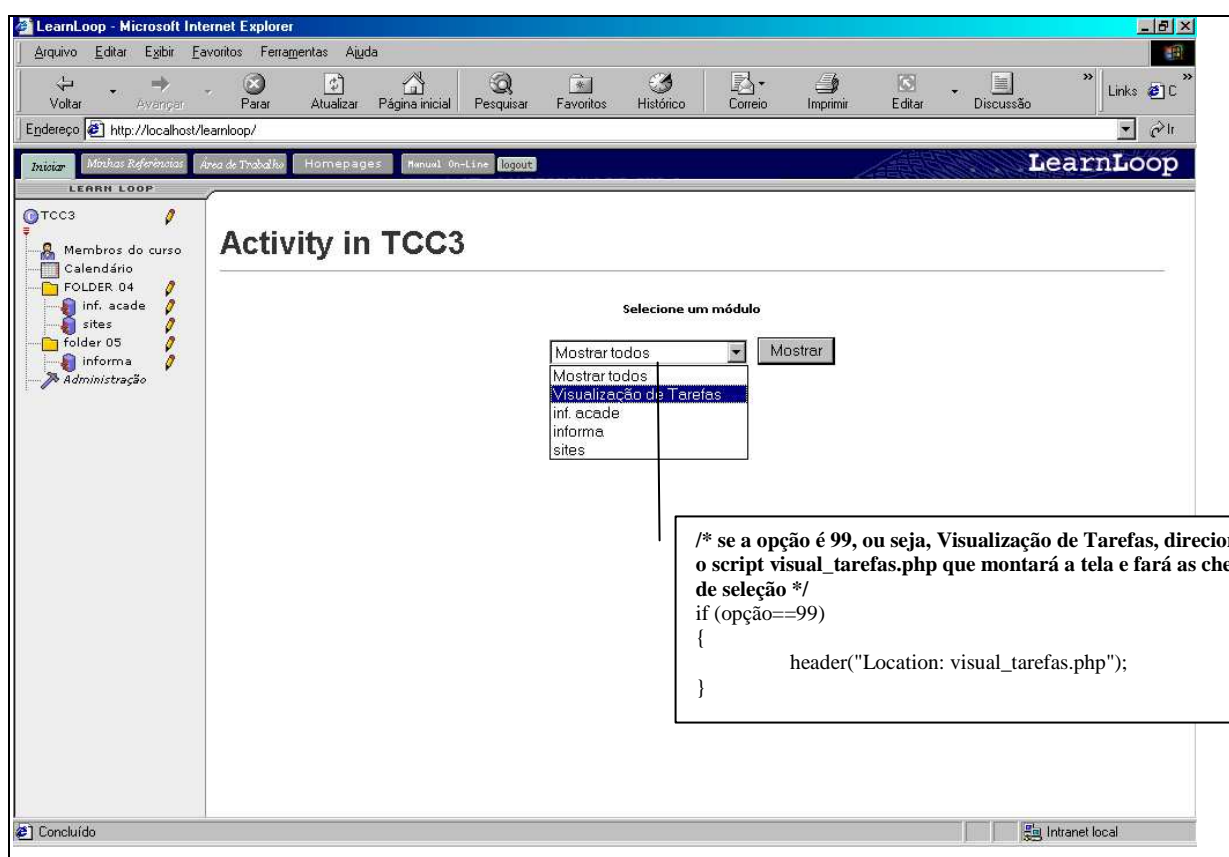 LearnLoop - Microsoft Internet Explorer
Arquivo Editar Exibir Favoritos Ferramentas Ajuda
Voltar Avançar Parar Atualizar Página inicial Pesquisar Favoritos Histórico Correio Imprimir Editar Discussão » Links C »
Endereço http://localhost/learnloop/ Ir
Iniciar Minhas Referências Área de Trabalho Homepages Manual On-Line logout LearnLoop
LEARN LOOP
TCC3
Membros do curso
Calendário
FOLDER 04
inf. acade
sites
folder 05
informa
Administração
Activity in TCC3
Selecione um módulo
Mostrar todos Mostrar
Mostrar todos
Visualização de Tarefas
inf. acade
informa
sites
/* se a opção é 99, ou seja, Visualização de Tarefas,
o script visual_tarefas.php que montará a tela e fará as
de seleção */
if (opção==99)
{
header("Location: visual_tarefas.php");
}
Concluído Intranet local